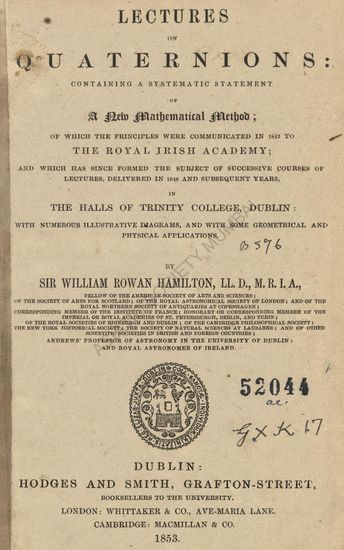 LECTURES
ON
QUATERNIONS:
CONTAINING A SYSTEMATIC STATEMENT
OF
A New Mathematical Method;
OF WHICH THE PRINCIPLES WERE COMMUNICATED IN 1843 TO
THE ROYAL IRISH ACADEMY;
AND WHICH HAS SINCE FORMED THE SUBJECT OF SUCCESSIVE COURSES OF
LECTURES, DELIVERED IN 1848 AND SUBSEQUENT YEARS,
IN
THE HALLS OF TRINITY COLLEGE, DUBLIN:
WITH NUMEROUS ILLUSTRATIVE DIAGRAMS, AND WITH SOME GEOMETRICAL AND
PHYSICAL APPLICATIONS.
B 576
BY
SIR WILLIAM ROWAN HAMILTON, LL. D., M. R. I. A.,
FELLOW OF THE AMERICAN SOCIETY OF ARTS AND SCIENCES;
OF THE SOCIETY OF ARTS FOR SCOTLAND; OF THE ROYAL ASTRONOMICAL SOCIETY OF LONDON; AND OF THE
ROYAL NORTHERN SOCIETY OF ANTIQUARIES AT COPENHAGEN;
CORRESPONDING MEMBER OF THE INSTITUTE OF FRANCE; HONORARY OR CORRESPONDING MEMBER OF THE
IMPERIAL OR ROYAL ACADEMIES OF ST. PETERSBURGH, BERLIN, AND TURIN;
OF THE ROYAL SOCIETIES OF EDINBURGH AND DUBLIN; OF THE CAMBRIDGE PHILOSOPHICAL SOCIETY;
THE NEW YORK HISTORICAL SOCIETY; THE SOCIETY OF NATURAL SCIENCES AT LAUSANNE; AND OF OTHER
SCIENTIFIC SOCIETIES IN BRITISH AND FOREIGN COUNTRIES;
ANDREWS' PROFESSOR OF ASTRONOMY IN THE UNIVERSITY OF DUBLIN;
AND ROYAL ASTRONOMER OF IRELAND.
52044
G X K 17
DUBLIN:
HODGES AND SMITH, GRAFTON-STREET,
BOOKSELLERS TO THE UNIVERSITY.
LONDON: WHITTAKER & CO., AVE-MARIA LANE.
CAMBRIDGE: MACMILLAN & CO.
1853.